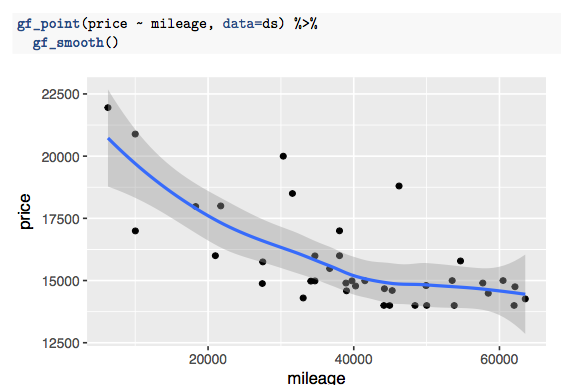 gf_point(price ~ mileage, data=ds) %>%
gf_smooth()
22500
20000
17500
15000
12500
price
20000 40000 60000
mileage